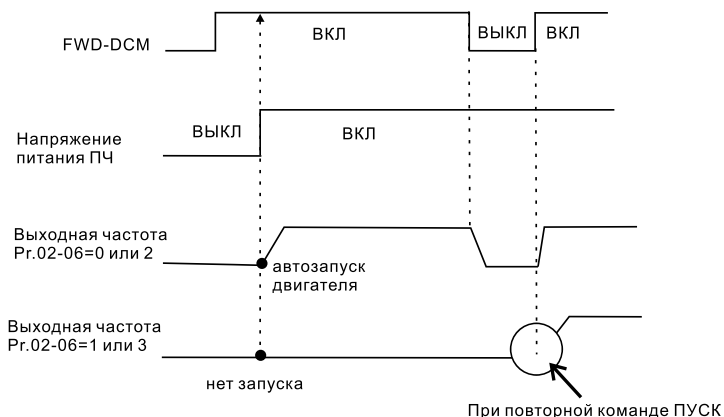 FWD-DCM
ВКЛ
ВЫКЛ
ВКЛ
Напряжение
питания ПЧ
ВЫКЛ
ВКЛ
Выходная частота
Pr.02-06=0 или 2
автозапуск
двигателя
Выходная частота
Pr.02-06=1 или 3
нет запуска
При повторной команде ПУСК